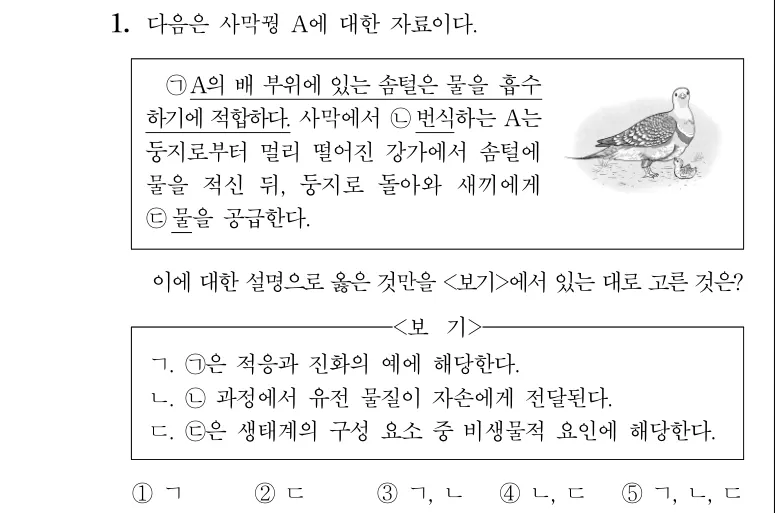 1. 다음은 사막꿩 A에 대한 자료이다.
㉠A의 배 부위에 있는 솜털은 물을 흡수
하기에 적합하다. 사막에서 ㉡번식하는 A는
둥지로부터 멀리 떨어진 강가에서 솜털에
물을 적신 뒤, 둥지로 돌아와 새끼에게
㉢물을 공급한다.
이에 대한 설명으로 옳은 것만을 <보기>에서 있는 대로 고른 것은?
<보 기>
ㄱ. ㉠은 적응과 진화의 예에 해당한다.
ㄴ. ㉡ 과정에서 유전 물질이 자손에게 전달된다.
ㄷ. ㉢은 생태계의 구성 요소 중 비생물적 요인에 해당한다.
① ㄱ ② ㄷ ③ ㄱ, ㄴ ④ ㄴ, ㄷ ⑤ ㄱ, ㄴ, ㄷ